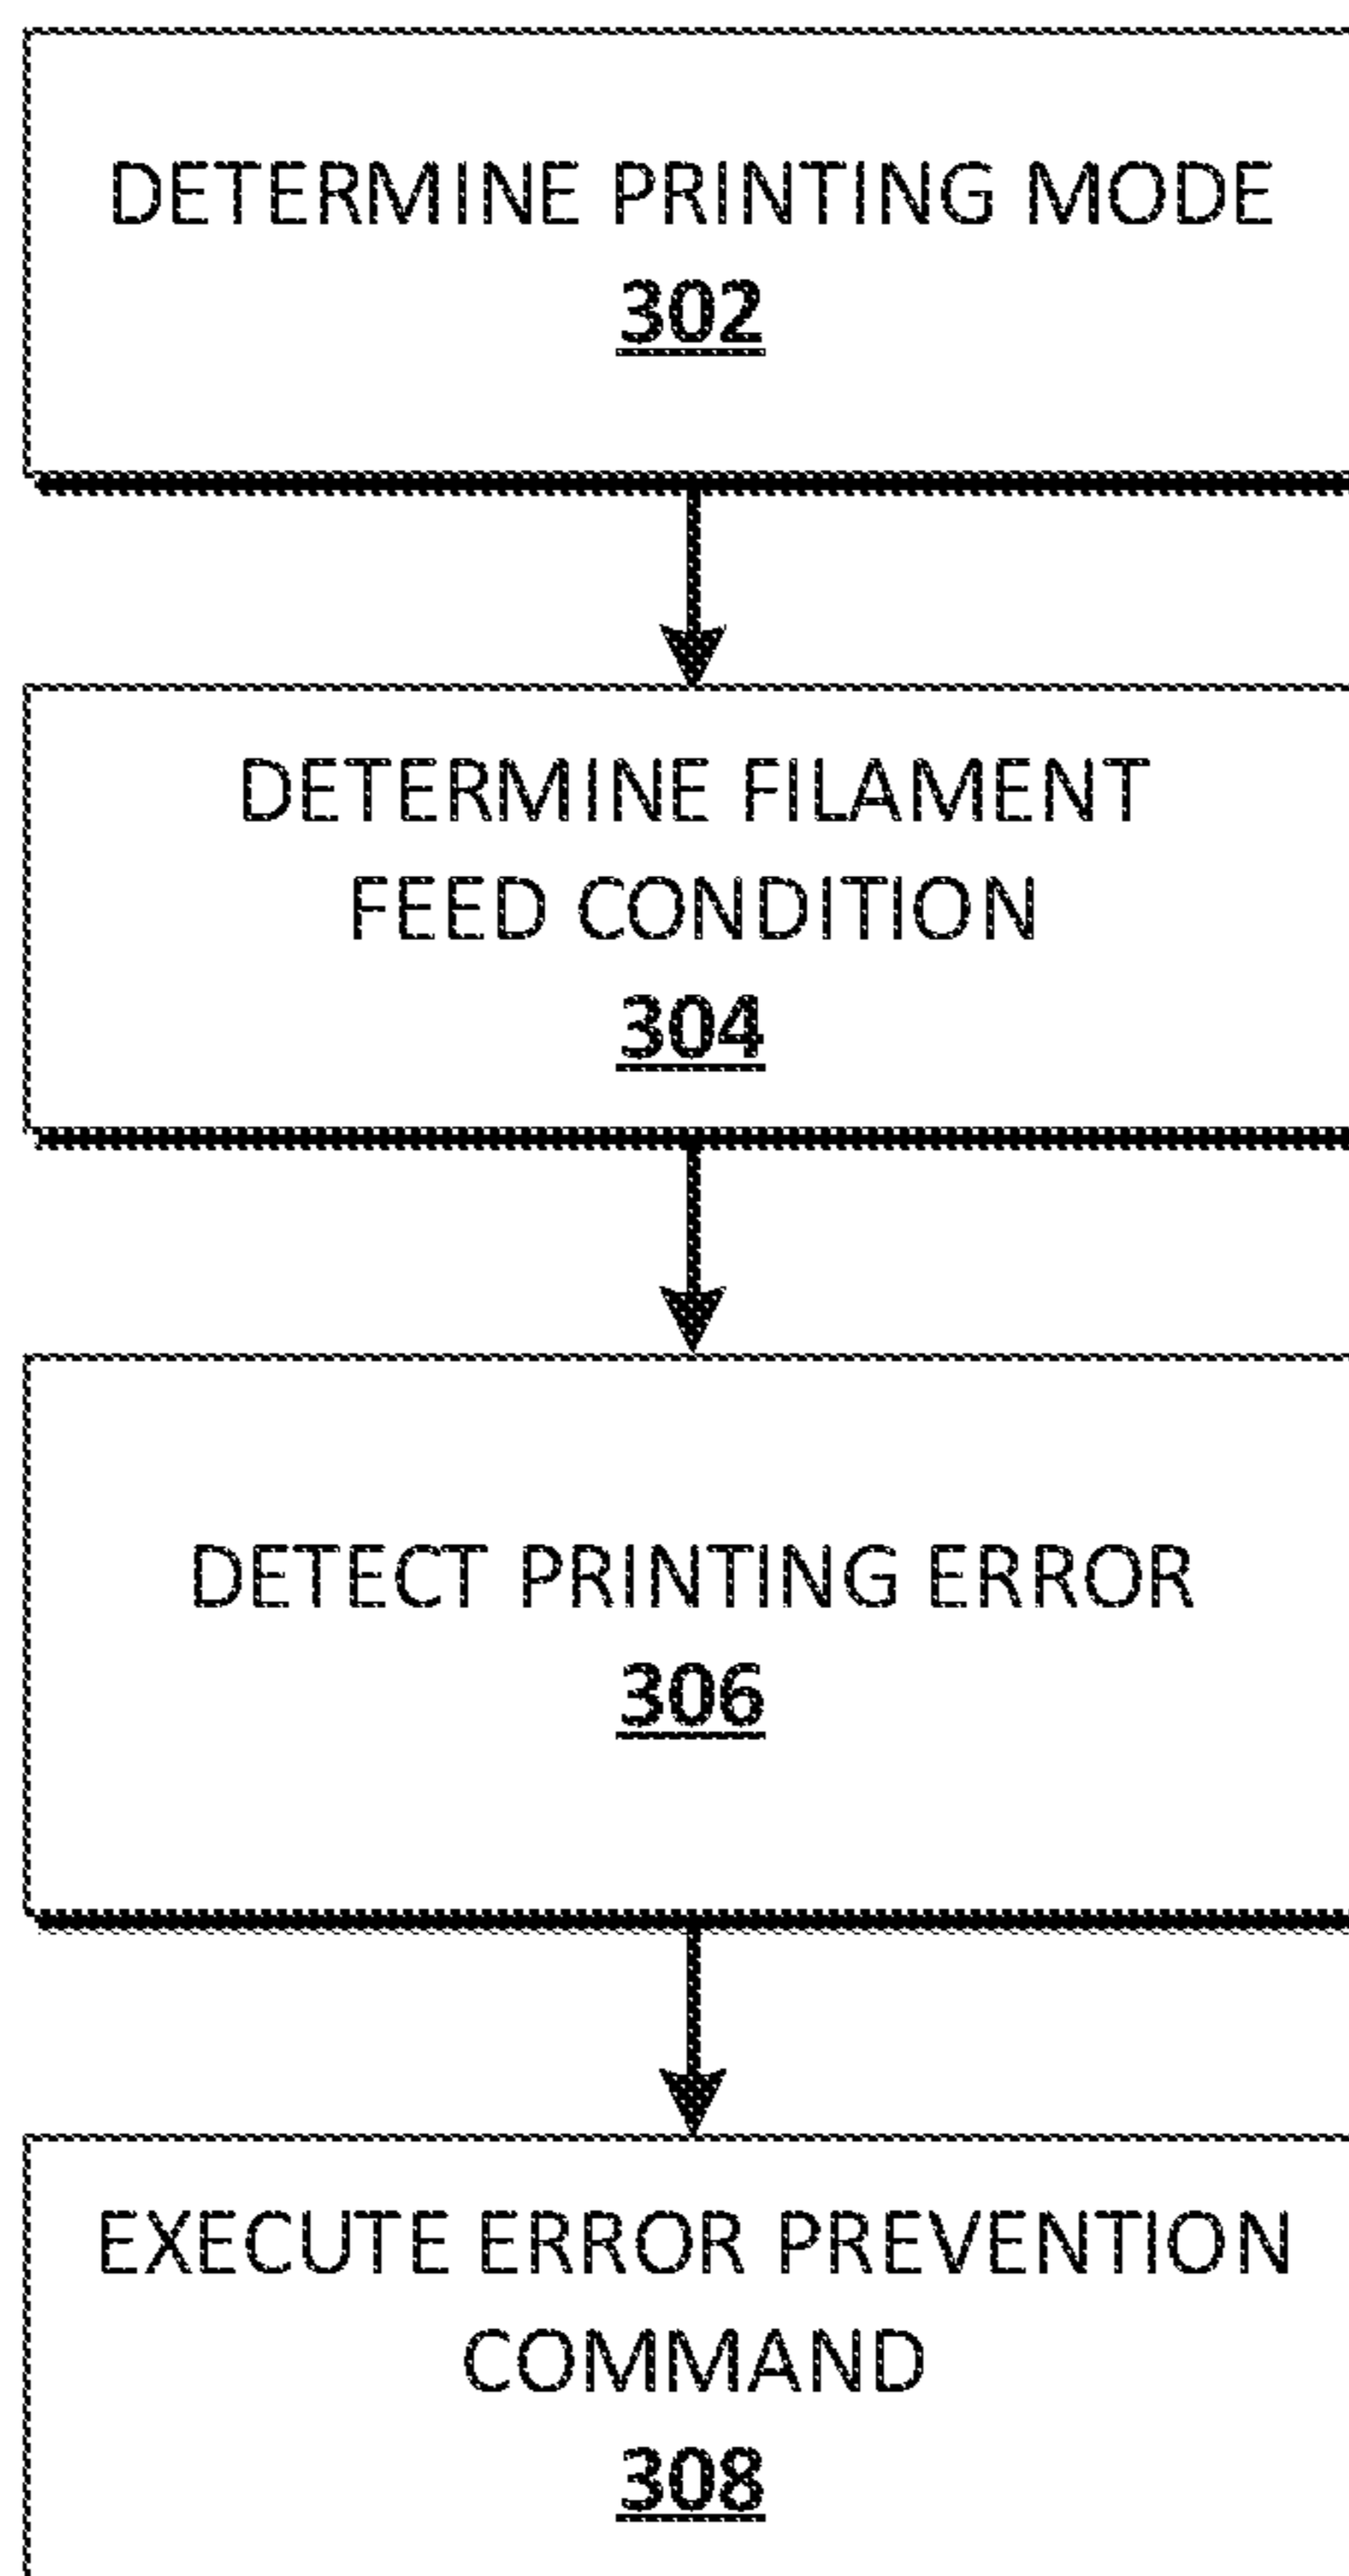 DETERMINE PRINTING MODE
302
DETERMINE FILAMENT
FEED CONDITION
304
DETECT PRINTING ERROR
306
EXECUTE ERROR PREVENTION
COMMAND
308